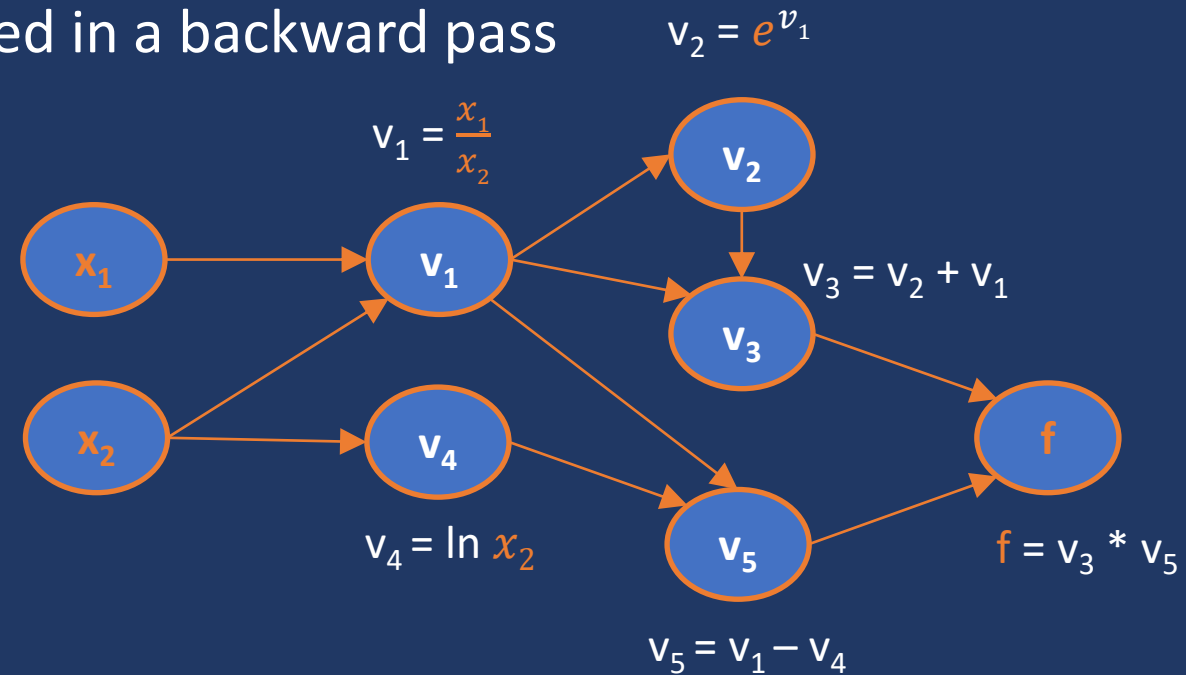 ed in a backward pass
v₂ = e^v₁
v₁ = x₁/x₂
v₂
x₁
v₁
v₃ = v₂ + v₁
v₃
x₂
v₄
f
v₄ = ln x₂
v₅
f = v₃ * v₅
v₅ = v₁ – v₄